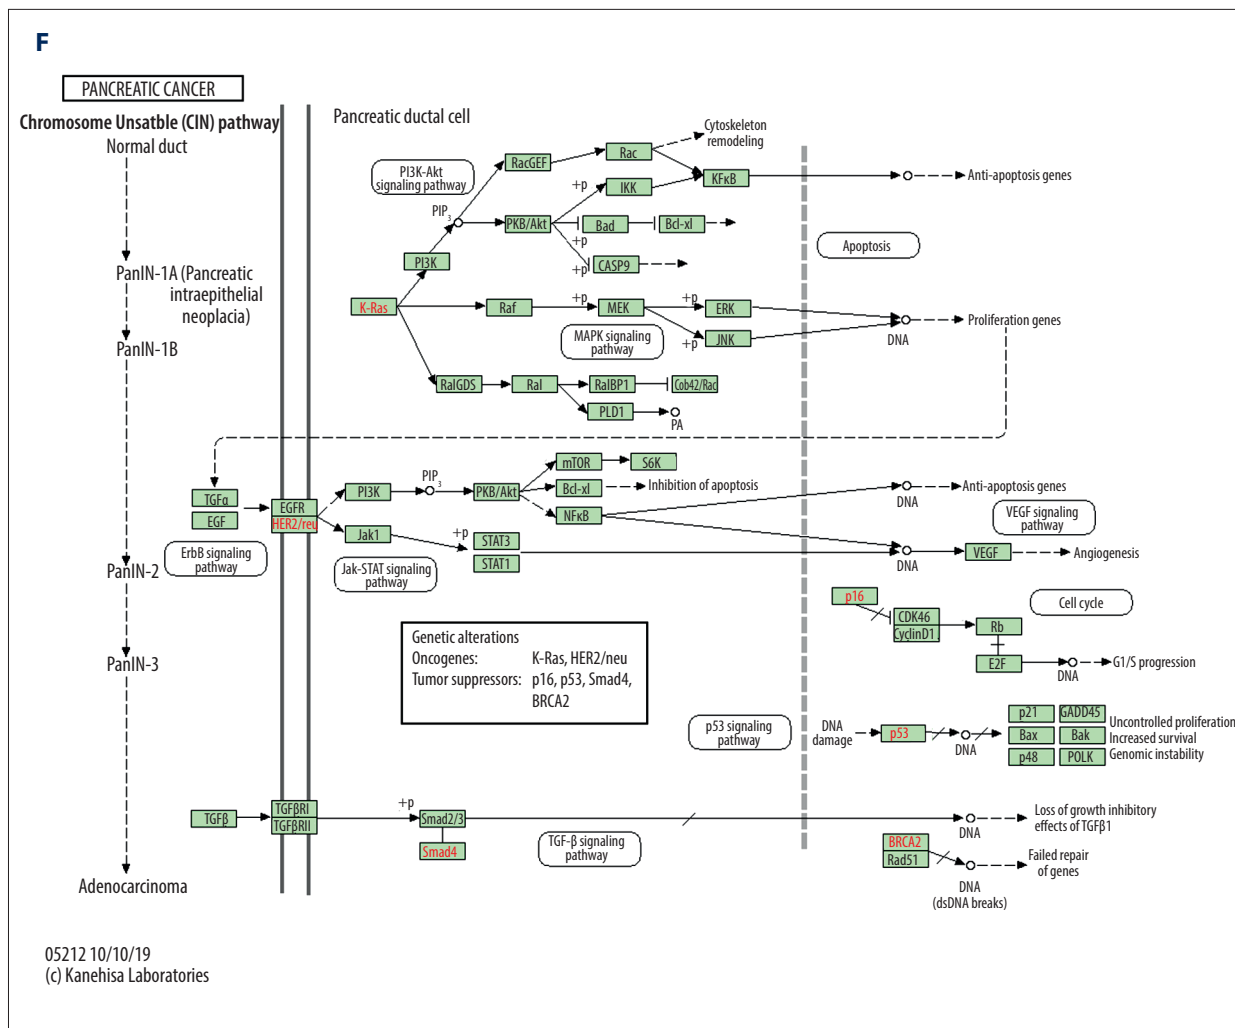 F
PANCREATIC CANCER
Chromosome Unsatble (CIN) pathway
Normal duct
PanIN-1A (Pancreatic
intraepithelial
neoplacia)
PanIN-1B
PanIN-2
PanIN-3
Adenocarcinoma
Pancreatic ductal cell
PI3K-Akt
signaling pathway
RacGEF
Rac
Cytoskeleton
remodeling
+p
IKK
KFκB
Anti-apoptosis genes
PIP3
PKB/Akt
+p
Bad
Bcl-xl
Apoptosis
PI3K
+p
CASP9
K-Ras
Raf
+p
MEK
+p
ERK
MAPK signaling
pathway
+p
JNK
DNA
Proliferation genes
RalGDS
Ral
RalBP1
Cob42/Rac
PLD1
PA
TGFα
EGF
EGFR
HER2/neu
ErbB signaling
pathway
PI3K
PIP3
PKB/Akt
mTOR
S6K
Bcl-xl
Inhibition of apoptosis
NFκB
DNA
Anti-apoptosis genes
VEGF signaling
pathway
Jak1
+p
STAT3
STAT1
Jak-STAT signaling
pathway
DNA
VEGF
Angiogenesis
p16
CDK46
CyclinD1
Rb
E2F
Cell cycle
DNA
G1/S progression
Genetic alterations
Oncogenes: K-Ras, HER2/neu
Tumor suppressors: p16, p53, Smad4,
BRCA2
p53 signaling
pathway
DNA
damage
p53
DNA
p21
GADD45
Bax
Bak
p48
POLK
Uncontrolled proliferation
Increased survival
Genomic instability
TGFβ
TGFβRI
TGFβRII
+p
Smad2/3
Smad4
TGF-β signaling
pathway
DNA
Loss of growth inhibitory
effects of TGFβ1
BRCA2
Rad51
DNA
(dsDNA breaks)
Failed repair
of genes
05212 10/10/19
(c) Kanehisa Laboratories